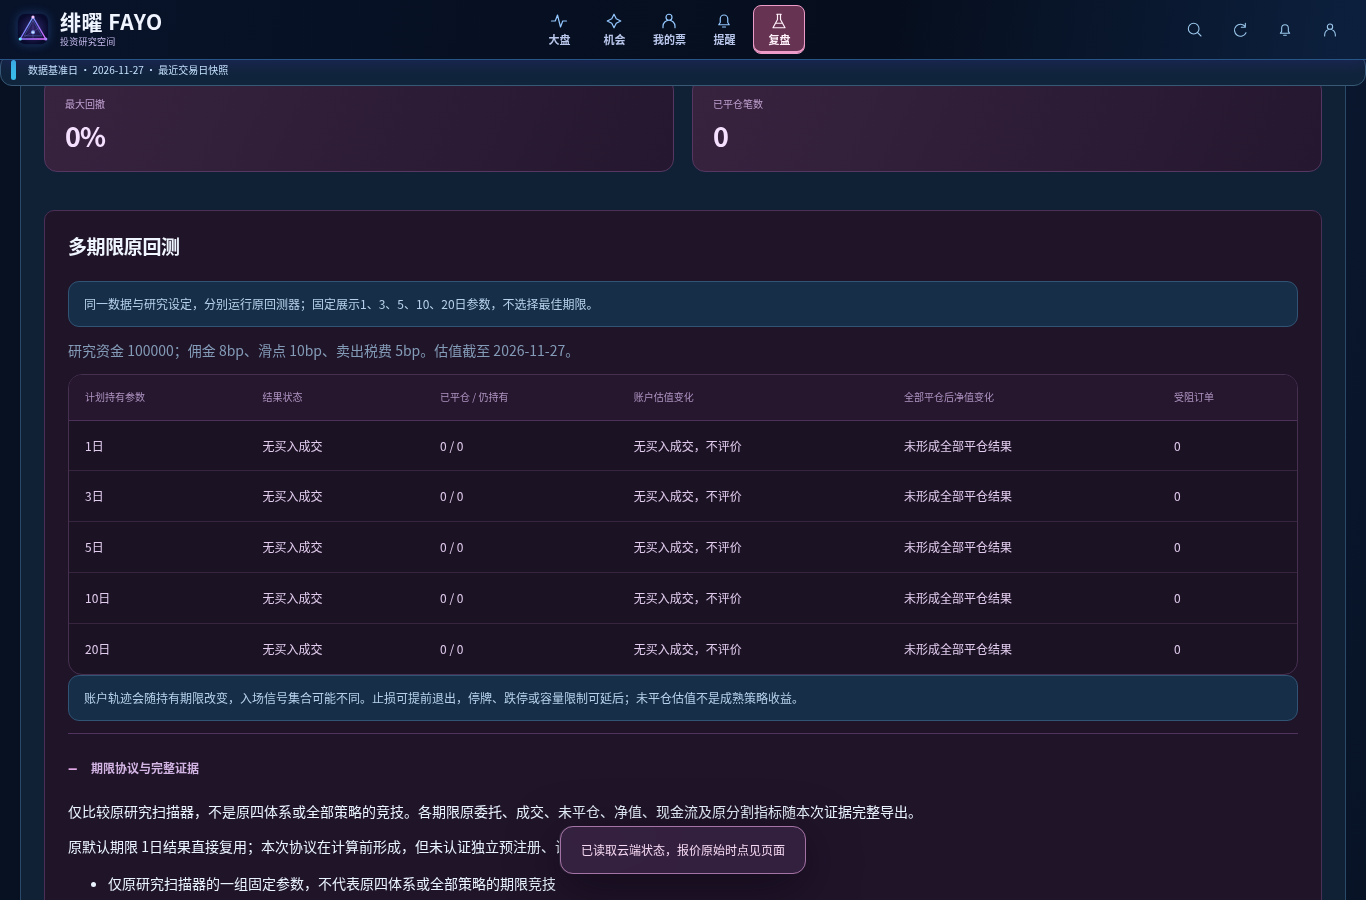 绯曜 FAYO
投资研究空间
大盘
机会
我的票
提醒
复盘
数据基准日 · 2026-11-27 · 最近交易日快照
最大回撤
0%
已平仓笔数
0
多期限原回测
同一数据与研究设定，分别运行原回测器；固定展示1、3、5、10、20日参数，不选择最佳期限。
研究资金 100000；佣金 8bp、滑点 10bp、卖出税费 5bp。估值截至 2026-11-27。
计划持有参数 结果状态 已平仓 / 仍持有 账户估值变化 全部平仓后净值变化 受阻订单
1日 无买入成交 0 / 0 无买入成交，不评价 未形成全部平仓结果 0
3日 无买入成交 0 / 0 无买入成交，不评价 未形成全部平仓结果 0
5日 无买入成交 0 / 0 无买入成交，不评价 未形成全部平仓结果 0
10日 无买入成交 0 / 0 无买入成交，不评价 未形成全部平仓结果 0
20日 无买入成交 0 / 0 无买入成交，不评价 未形成全部平仓结果 0
账户轨迹会随持有期限改变，入场信号集合可能不同。止损可提前退出，停牌、跌停或容量限制可延后；未平仓估值不是成熟策略收益。
— 期限协议与完整证据
仅比较原研究扫描器，不是原四体系或全部策略的竞技。各期限原委托、成交、未平仓、净值、现金流及原分割指标随本次证据完整导出。
原默认期限 1日结果直接复用；本次协议在计算前形成，但未认证独立预注册、
已读取云端状态，报价原始时点见页面
• 仅原研究扫描器的一组固定参数，不代表原四体系或全部策略的期限竞技